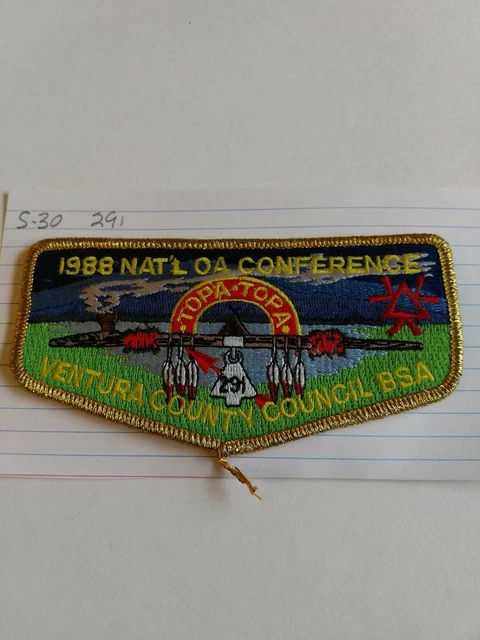 S-30 291
1988 NAT'L OA CONFERENCE
TOPA-TOPA
291
VENTURA COUNTY COUNCIL BSA